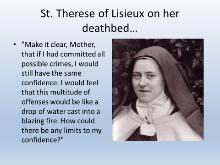 St. Therese of Lisieux on her
deathbed...
• "Make it clear, Mother,
that if I had committed all
possible crimes, I would
still have the same
confidence. I would feel
that this multitude of
offenses would be like a
drop of water cast into a
blazing fire. How could
there be any limits to my
confidence?"